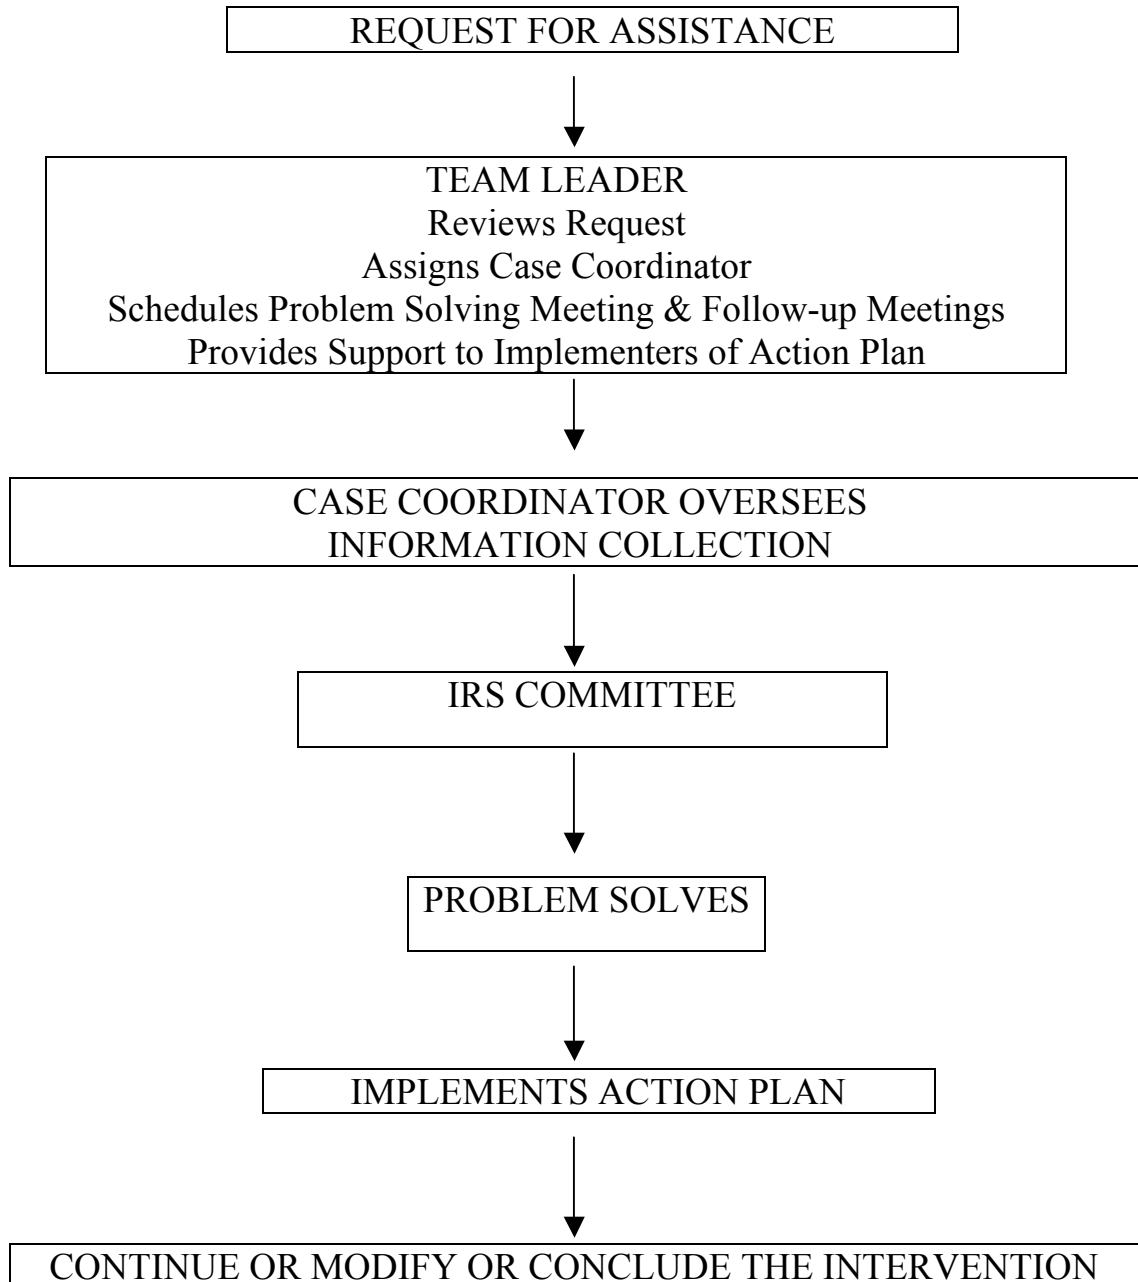 REQUEST FOR ASSISTANCE
TEAM LEADER
Reviews Request
Assigns Case Coordinator
Schedules Problem Solving Meeting & Follow-up Meetings
Provides Support to Implementers of Action Plan
CASE COORDINATOR OVERSEES
INFORMATION COLLECTION
IRS COMMITTEE
PROBLEM SOLVES
IMPLEMENTS ACTION PLAN
CONTINUE OR MODIFY OR CONCLUDE THE INTERVENTION